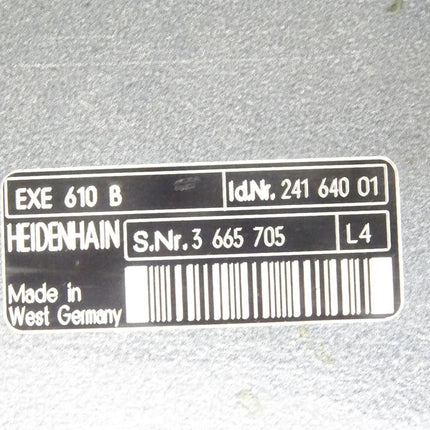 EXE 610 B Id.Nr. 241 640 01
HEIDENHAIN S.Nr. 3 665 705 L4
Made in
West Germany